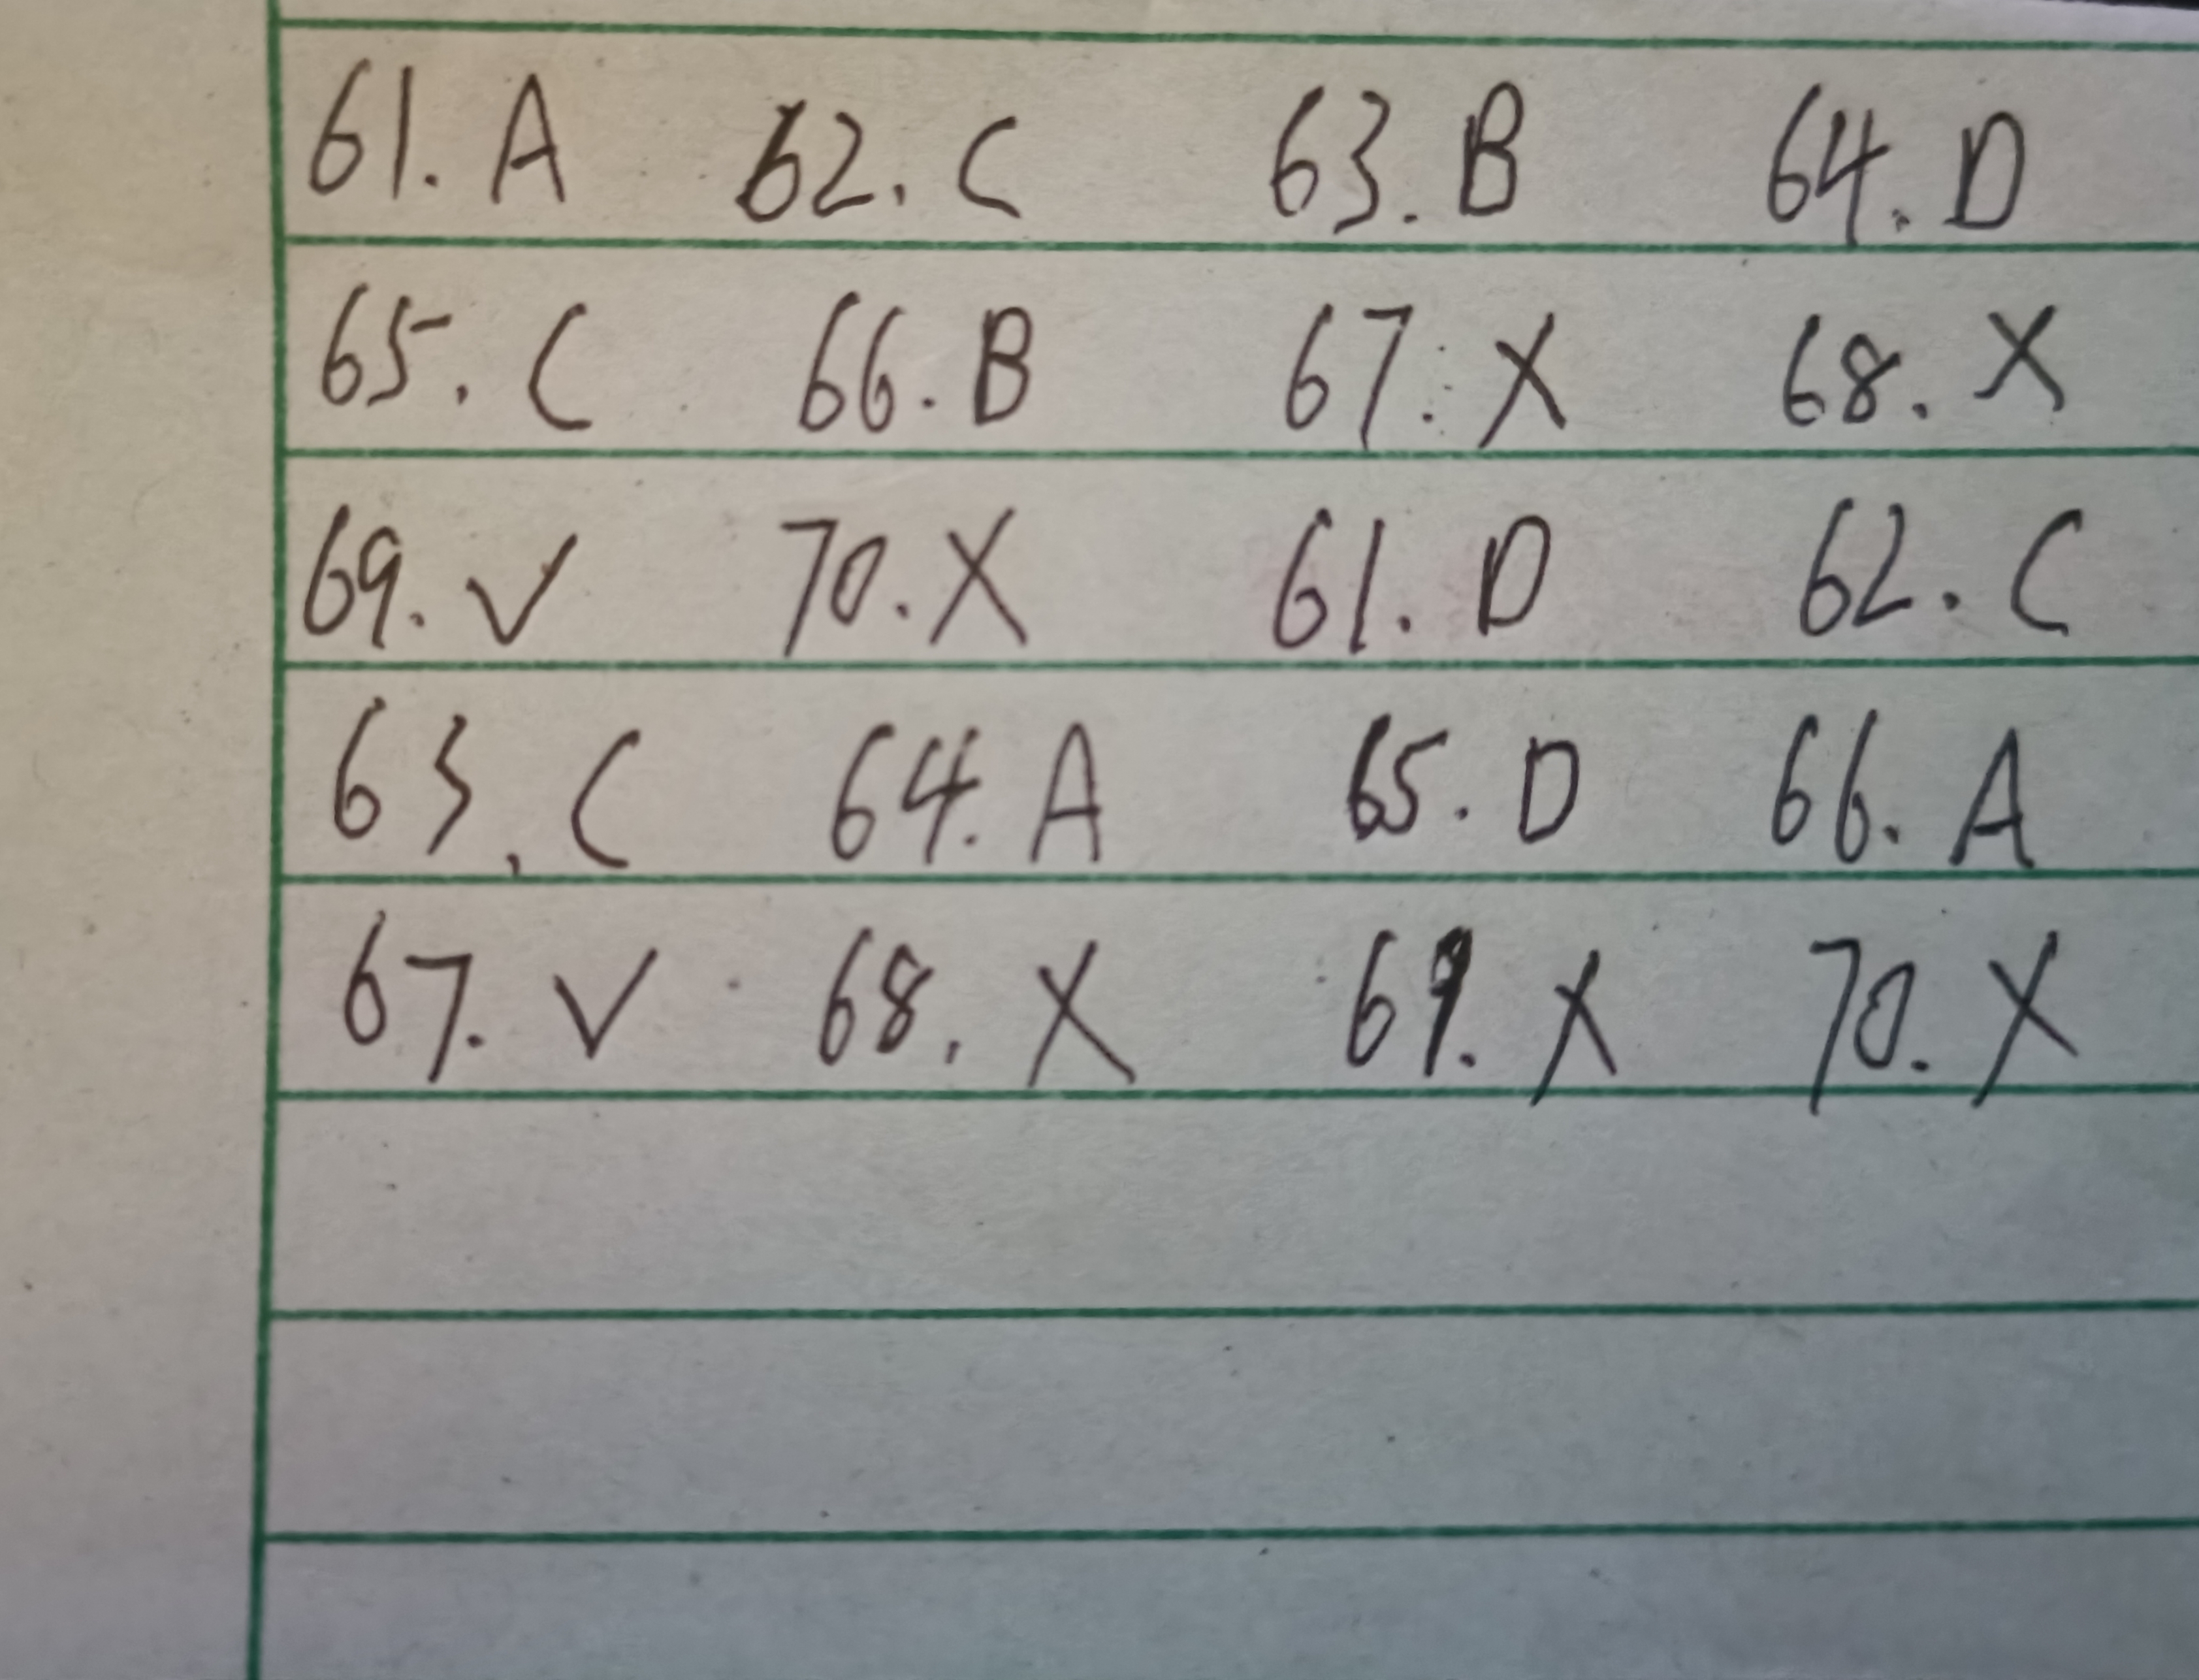 61. A 62. C 63. B 64. D
65. C 66. B 67. X 68. X
69. ✓ 70. X 61. D 62. C
63. C 64. A 65. D 66. A
67. ✓ 68. X 69. X 70. X